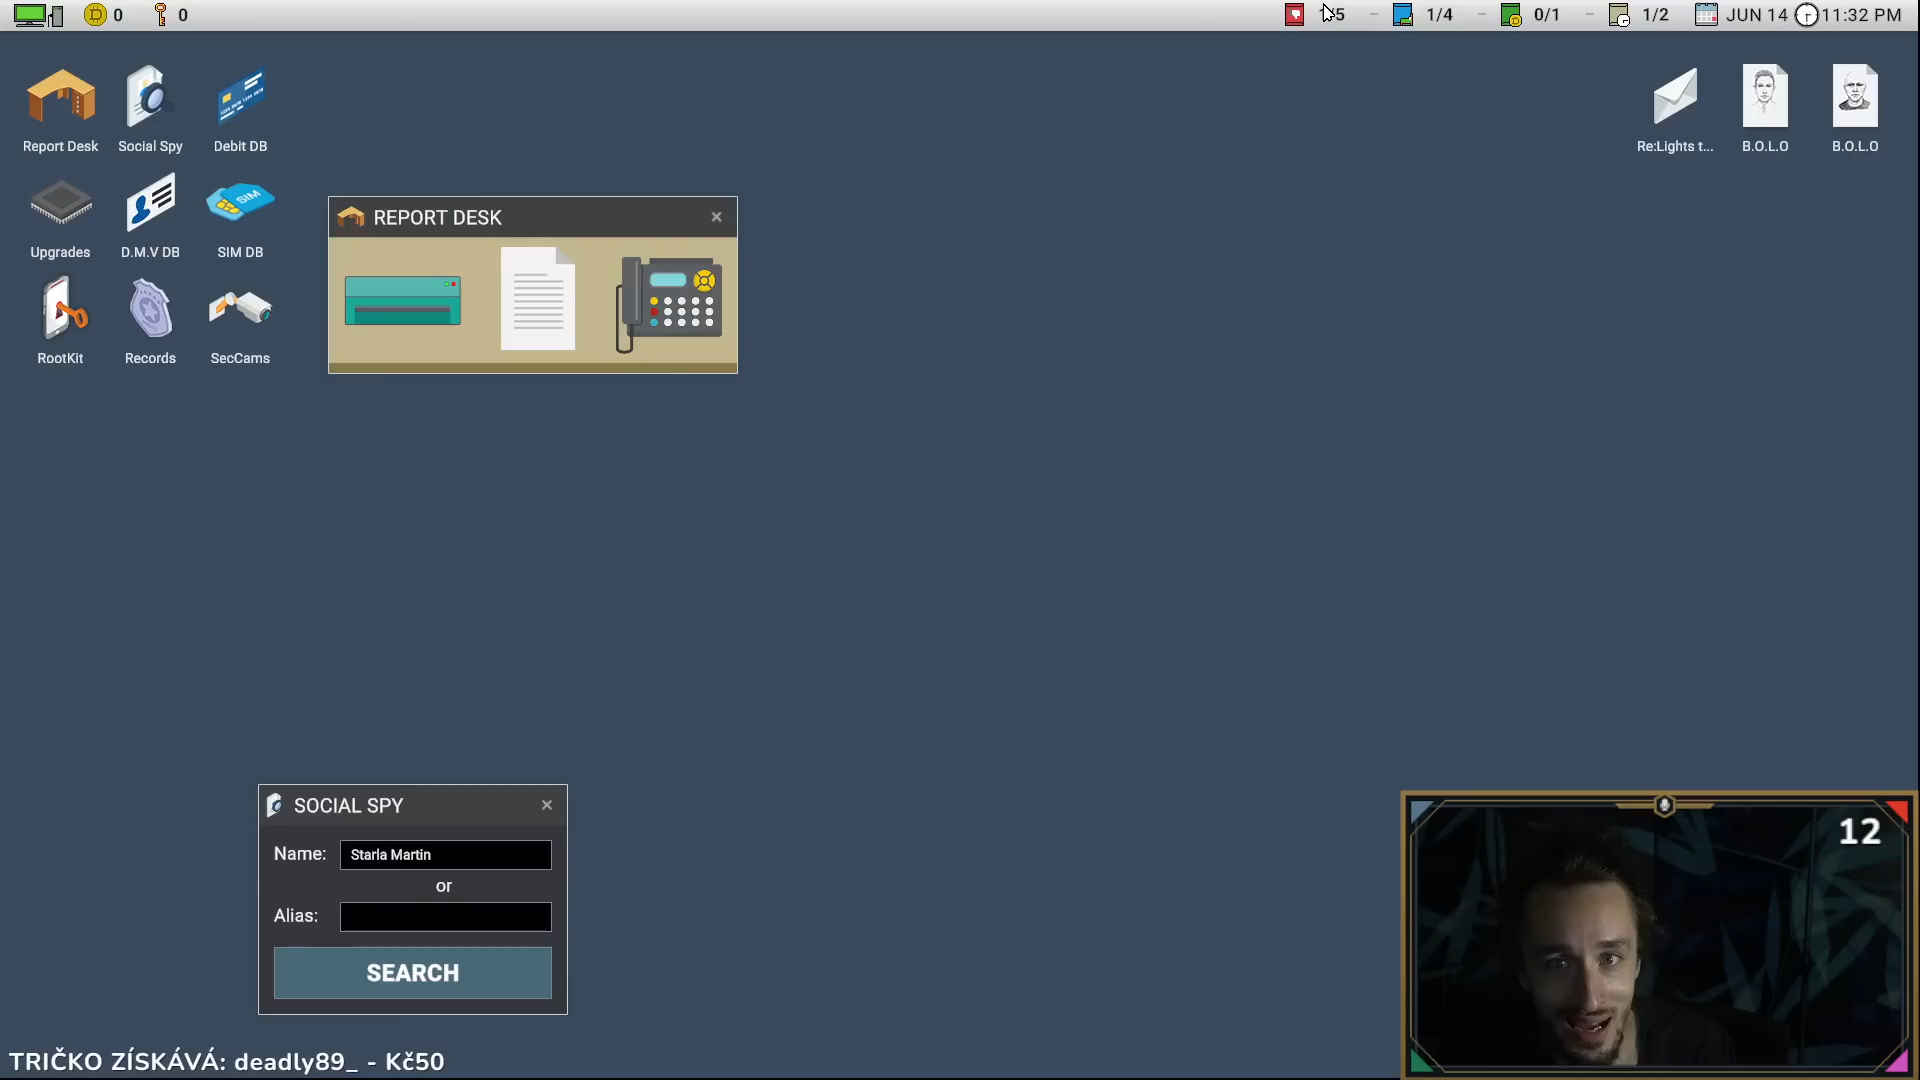 0 0 1/4 0/1 1/2 JUN 14 11:32 PM
Report Desk Social Spy Debit DB
Upgrades D.M.V DB SIM DB
RootKit Records SecCams
Re:Lights t... B.O.L.O B.O.L.O
REPORT DESK
SOCIAL SPY
Name: Starla Martin
or
Alias:
SEARCH
12
TRIČKO ZÍSKÁVÁ: deadly89_ - Kč50